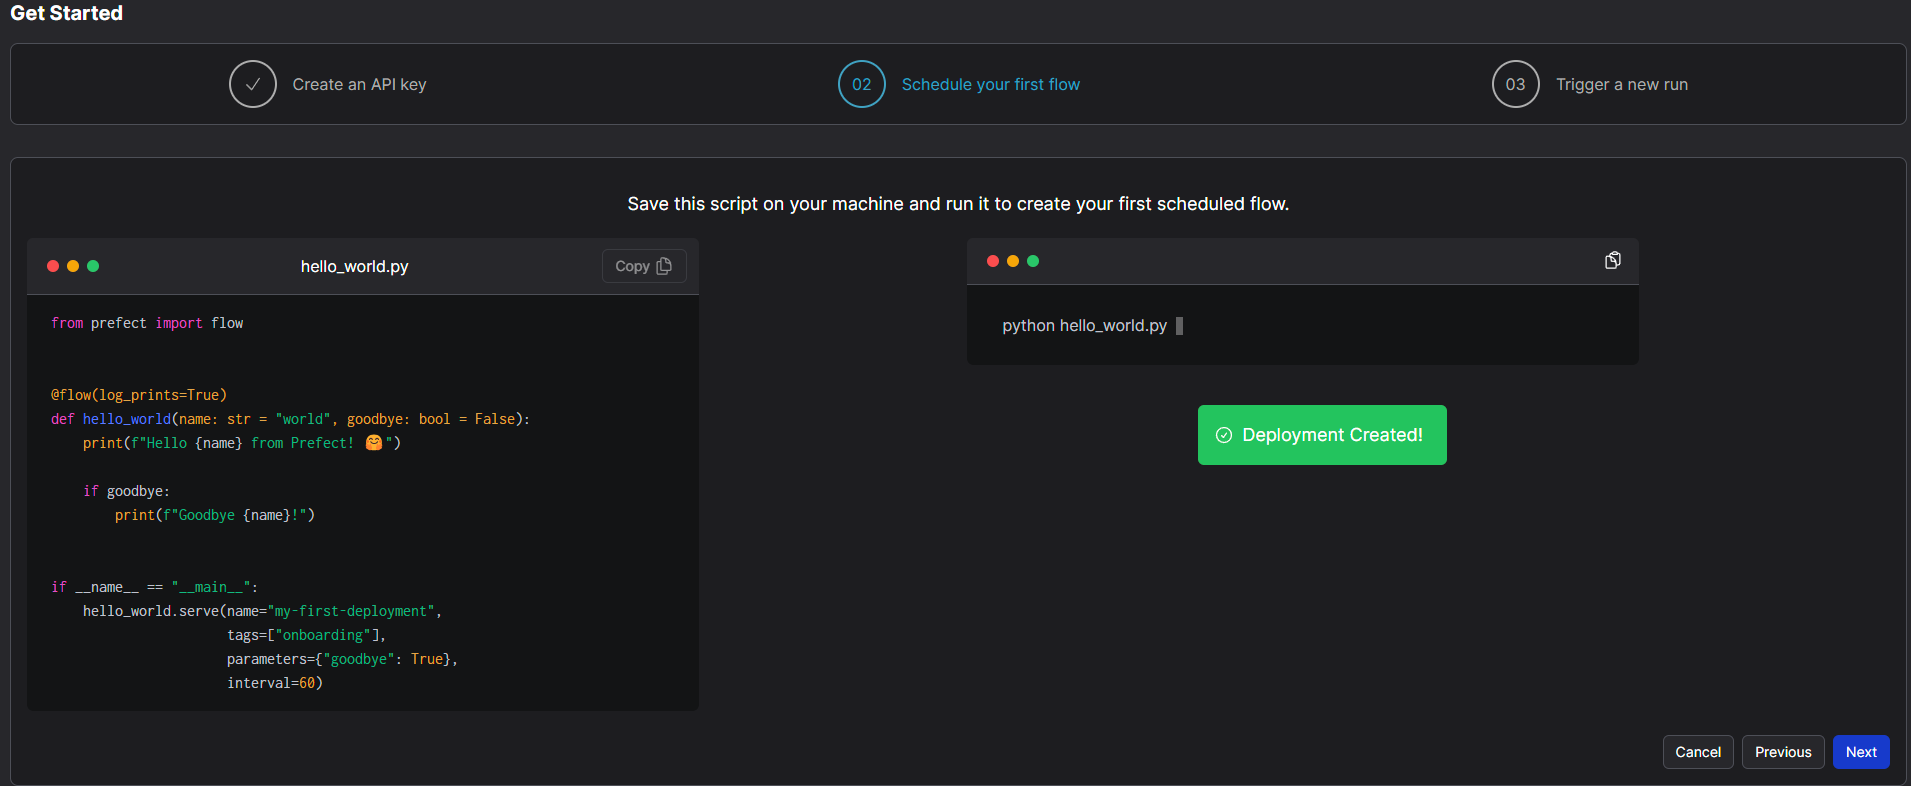 Get Started
Create an API key
02 Schedule your first flow
03 Trigger a new run
Save this script on your machine and run it to create your first scheduled flow.
hello_world.py
Copy
from prefect import flow
@flow(log_prints=True)
def hello_world(name: str = "world", goodbye: bool = False):
    print(f"Hello {name} from Prefect! 🤗")
    if goodbye:
        print(f"Goodbye {name}!")
if __name__ == "__main__":
    hello_world.serve(name="my-first-deployment",
                      tags=["onboarding"],
                      parameters={"goodbye": True},
                      interval=60)
python hello_world.py
Deployment Created!
Cancel
Previous
Next